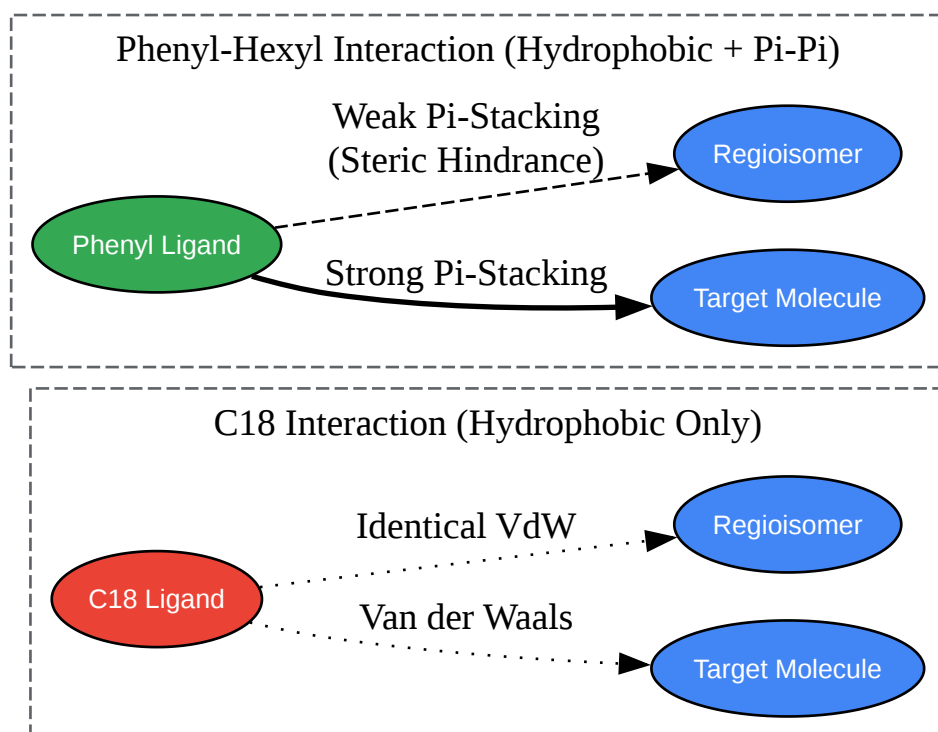 Phenyl-Hexyl Interaction (Hydrophobic + Pi-Pi)
Weak Pi-Stacking
(Steric Hindrance)
Regioisomer
Phenyl Ligand
Strong Pi-Stacking
Target Molecule
C18 Interaction (Hydrophobic Only)
Identical VdW
Regioisomer
C18 Ligand
Van der Waals
Target Molecule